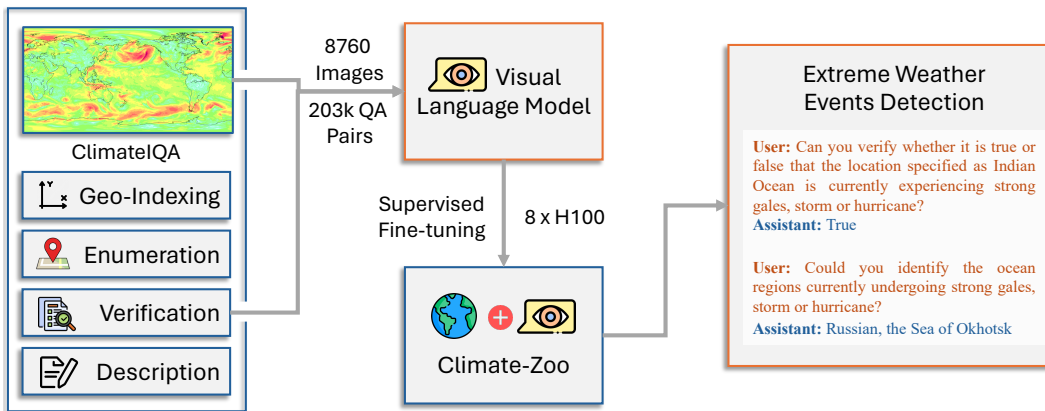 ClimateIQA
Y
x
Geo-Indexing
Enumeration
Verification
Description
8760
Images
203k QA
Pairs
Visual
Language Model
Supervised
Fine-tuning
8 x H100
Climate-Zoo
Extreme Weather
Events Detection
User: Can you verify whether it is true or
false that the location specified as Indian
Ocean is currently experiencing strong
gales, storm or hurricane?
Assistant: True
User: Could you identify the ocean
regions currently undergoing strong gales,
storm or hurricane?
Assistant: Russian, the Sea of Okhotsk